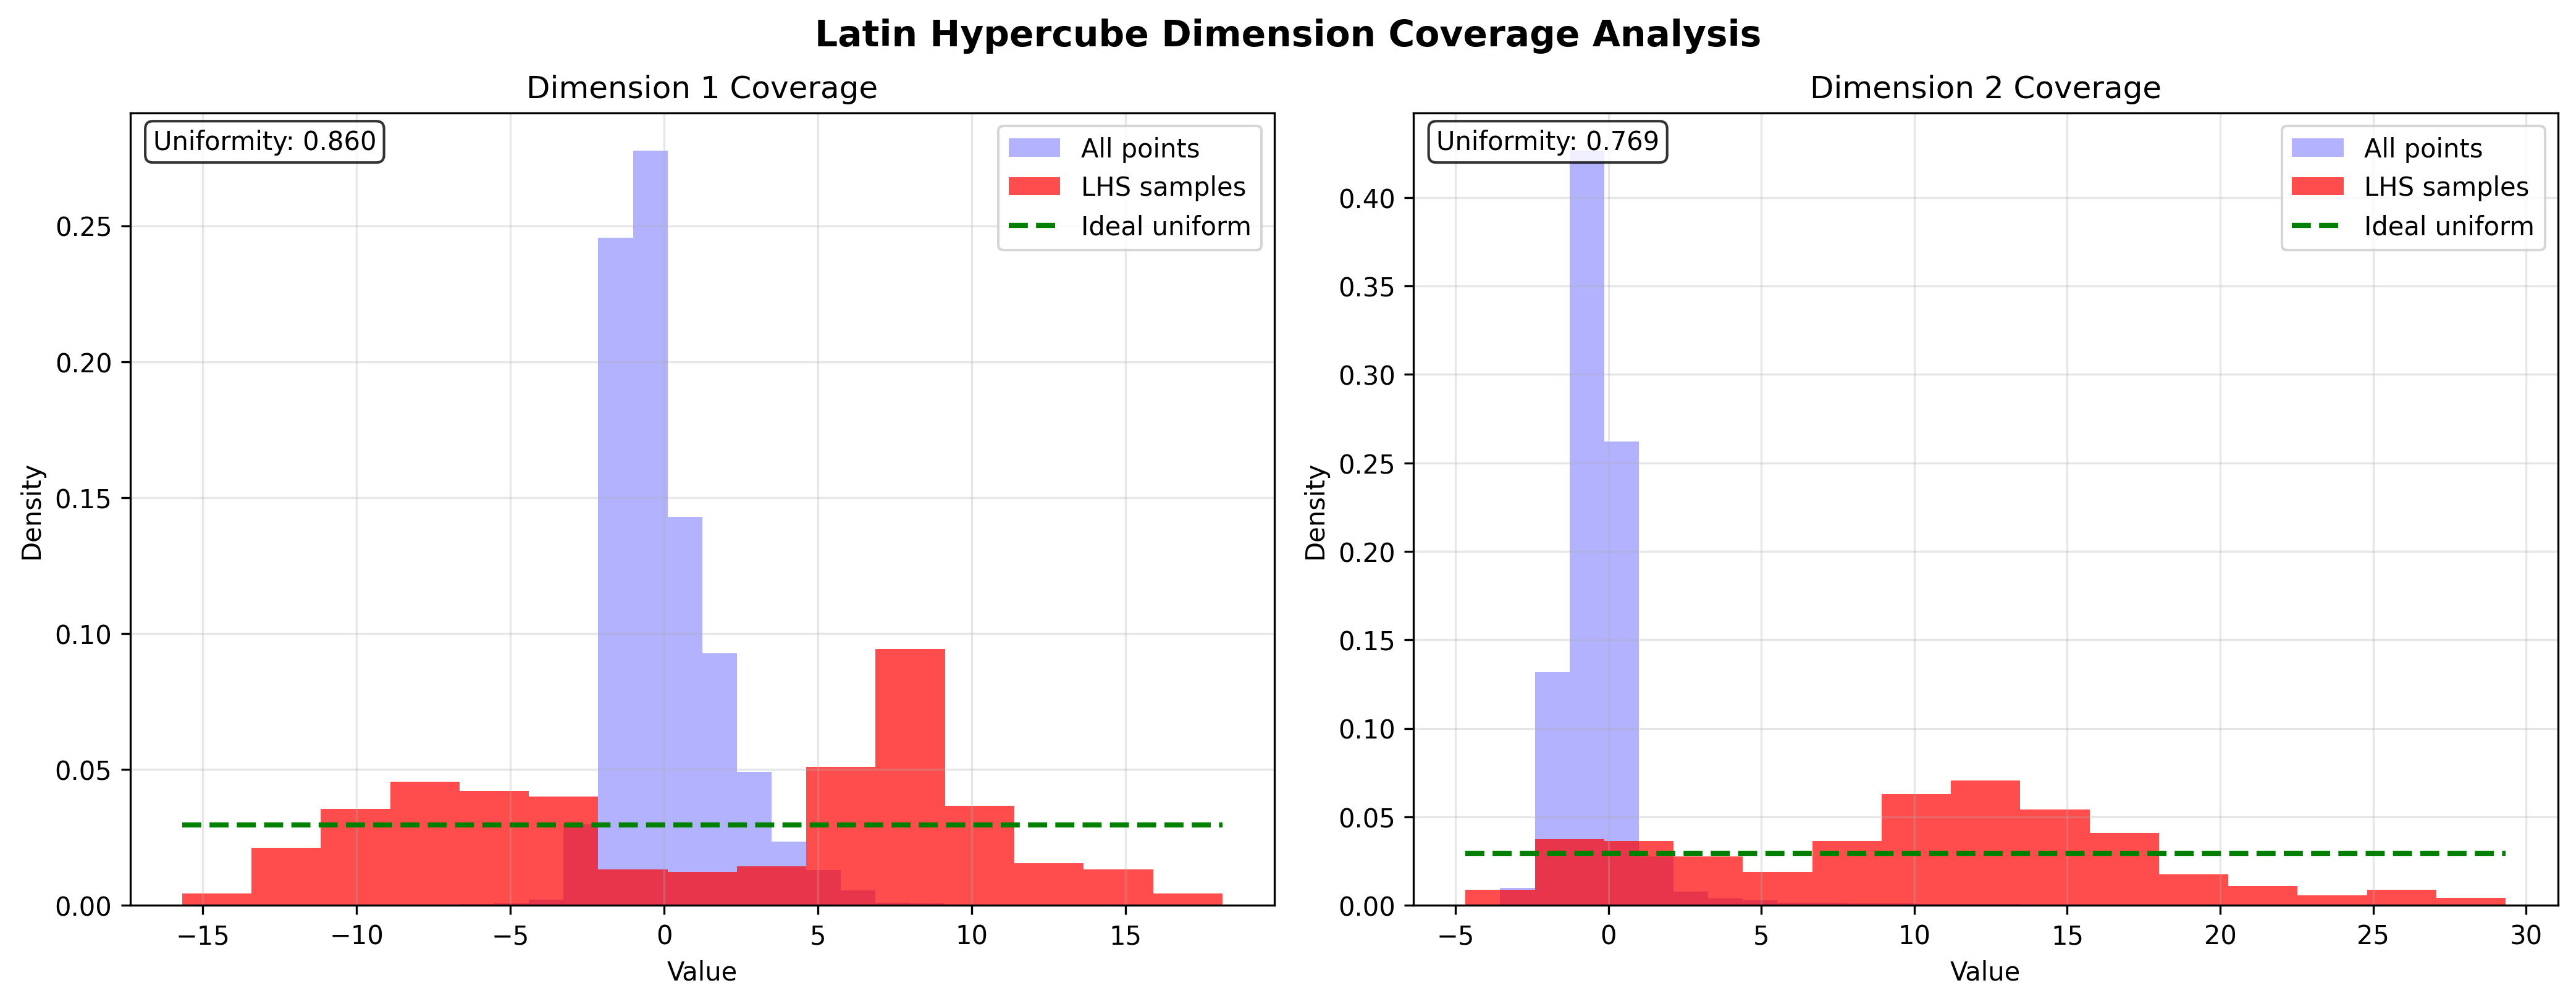 Latin Hypercube Dimension Coverage Analysis
Dimension 1 Coverage
Uniformity: 0.860
All points
LHS samples
Ideal uniform
Density
0.25
0.20
0.15
0.10
0.05
0.00
−15 −10 −5 0 5 10 15
Value
Dimension 2 Coverage
Uniformity: 0.769
All points
LHS samples
Ideal uniform
Density
0.40
0.35
0.30
0.25
0.20
0.15
0.10
0.05
0.00
−5 0 5 10 15 20 25 30
Value